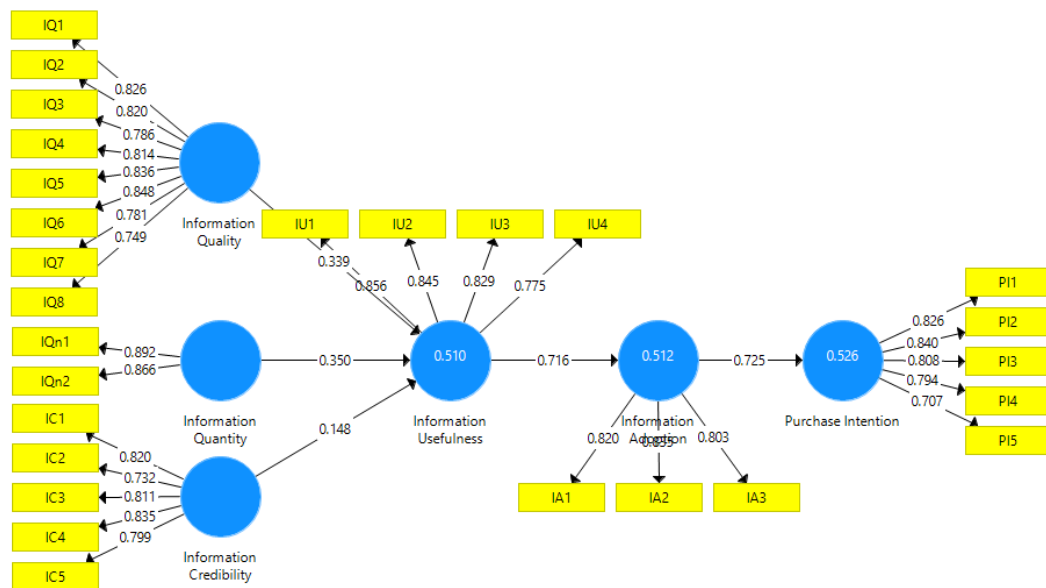 IQ1
IQ2
IQ3
IQ4
IQ5
IQ6
IQ7
IQ8
0.826
0.820
0.786
0.814
0.836
0.848
0.781
0.749
Information
Quality
IU1
IU2
IU3
IU4
0.339
0.856
0.845
0.829
0.775
IQn1
IQn2
0.892
0.866
Information
Quantity
0.350
0.510
Information
Usefulness
0.716
0.512
Information
Adoption
0.725
0.526
Purchase Intention
0.826
0.840
0.808
0.794
0.707
PI1
PI2
PI3
PI4
PI5
IC1
IC2
IC3
IC4
IC5
0.820
0.732
0.811
0.835
0.799
Information
Credibility
0.148
0.820
0.803
IA1
IA2
IA3